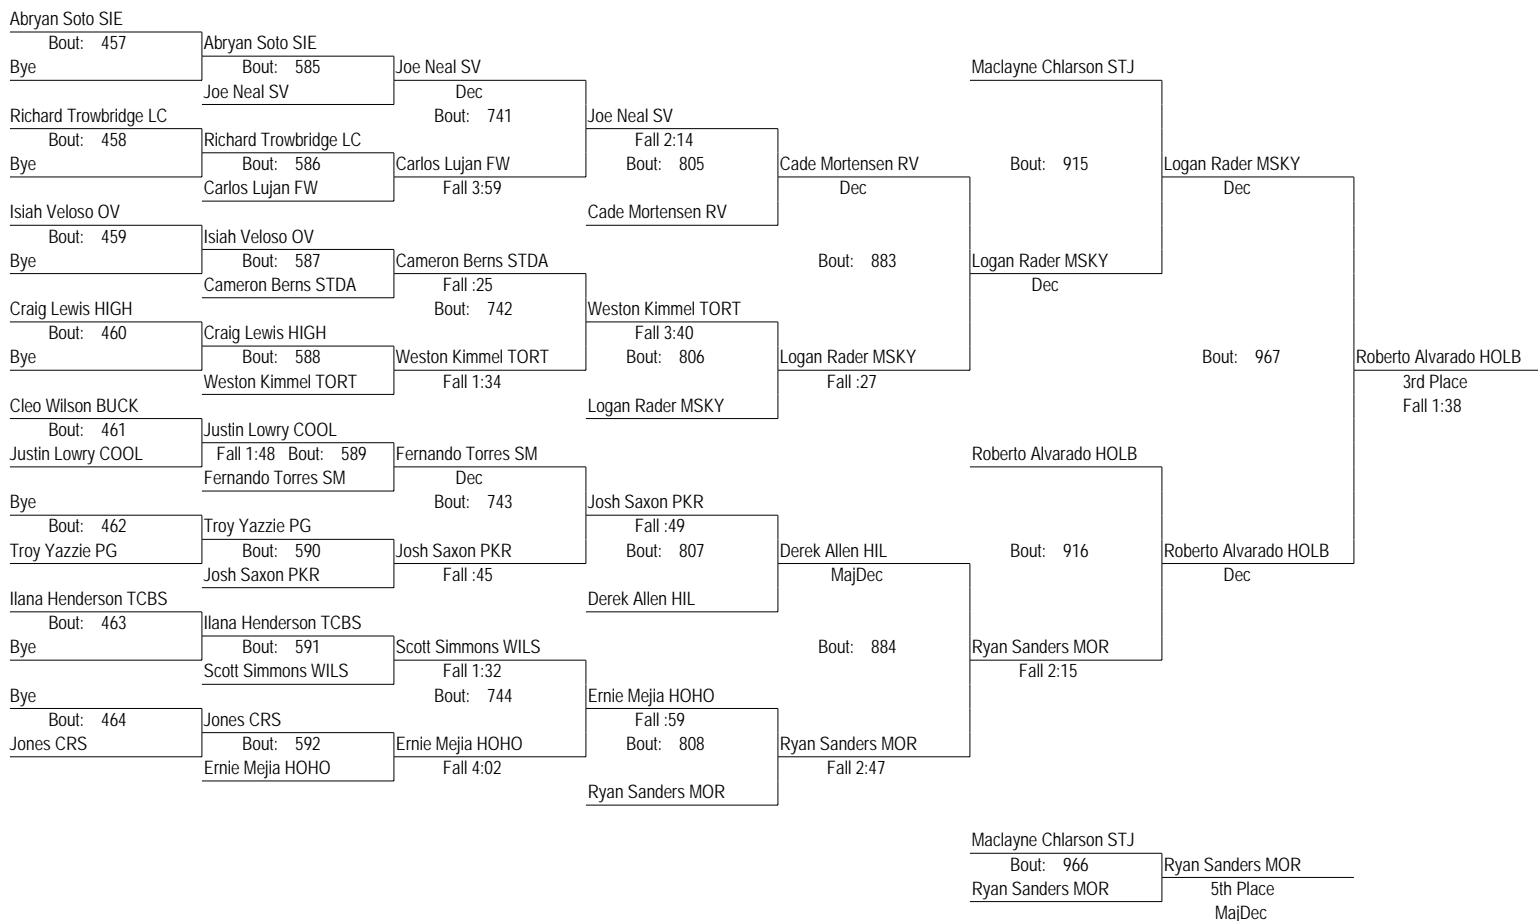 Abryan Soto SIE
Bout: 457 Abryan Soto SIE
Bye Bout: 585 Joe Neal SV Maclayne Chlarson STJ
Joe Neal SV Dec
Richard Trowbridge LC Bout: 741 Joe Neal SV
Bout: 458 Richard Trowbridge LC Fall 2:14
Bye Bout: 586 Carlos Lujan FW Bout: 805 Cade Mortensen RV Bout: 915 Logan Rader MSKY
Carlos Lujan FW Fall 3:59 Dec Dec
Isiah Veloso OV Cade Mortensen RV
Bout: 459 Isiah Veloso OV
Bye Bout: 587 Cameron Berns STDA Bout: 883 Logan Rader MSKY
Cameron Berns STDA Fall :25 Dec
Craig Lewis HIGH Bout: 742 Weston Kimmel TORT
Bout: 460 Craig Lewis HIGH Fall 3:40
Bye Bout: 588 Weston Kimmel TORT Bout: 806 Logan Rader MSKY Bout: 967 Roberto Alvarado HOLB
Weston Kimmel TORT Fall 1:34 Fall :27 3rd Place
Cleo Wilson BUCK Logan Rader MSKY Fall 1:38
Bout: 461 Justin Lowry COOL
Justin Lowry COOL Fall 1:48 Bout: 589 Fernando Torres SM Roberto Alvarado HOLB
Fernando Torres SM Dec
Bye Bout: 743 Josh Saxon PKR
Bout: 462 Troy Yazzie PG Fall :49
Troy Yazzie PG Bout: 590 Josh Saxon PKR Bout: 807 Derek Allen HIL Bout: 916 Roberto Alvarado HOLB
Josh Saxon PKR Fall :45 MajDec Dec
Ilana Henderson TCBS Derek Allen HIL
Bout: 463 Ilana Henderson TCBS
Bye Bout: 591 Scott Simmons WILS Bout: 884 Ryan Sanders MOR
Scott Simmons WILS Fall 1:32 Fall 2:15
Bye Bout: 744 Ernie Mejia HOHO
Bout: 464 Jones CRS Fall :59
Jones CRS Bout: 592 Ernie Mejia HOHO Bout: 808 Ryan Sanders MOR
Ernie Mejia HOHO Fall 4:02 Fall 2:47
Ryan Sanders MOR
Maclayne Chlarson STJ
Bout: 966 Ryan Sanders MOR
Ryan Sanders MOR 5th Place
MajDec